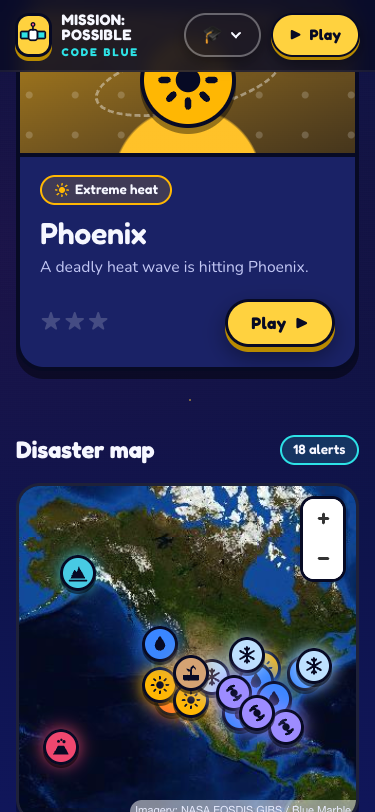 MISSION:
POSSIBLE
CODE BLUE
Play
Extreme heat
Phoenix
A deadly heat wave is hitting Phoenix.
Play
Disaster map
18 alerts
+
−
Imagery: NASA EOSDIS GIBS / Blue Marble